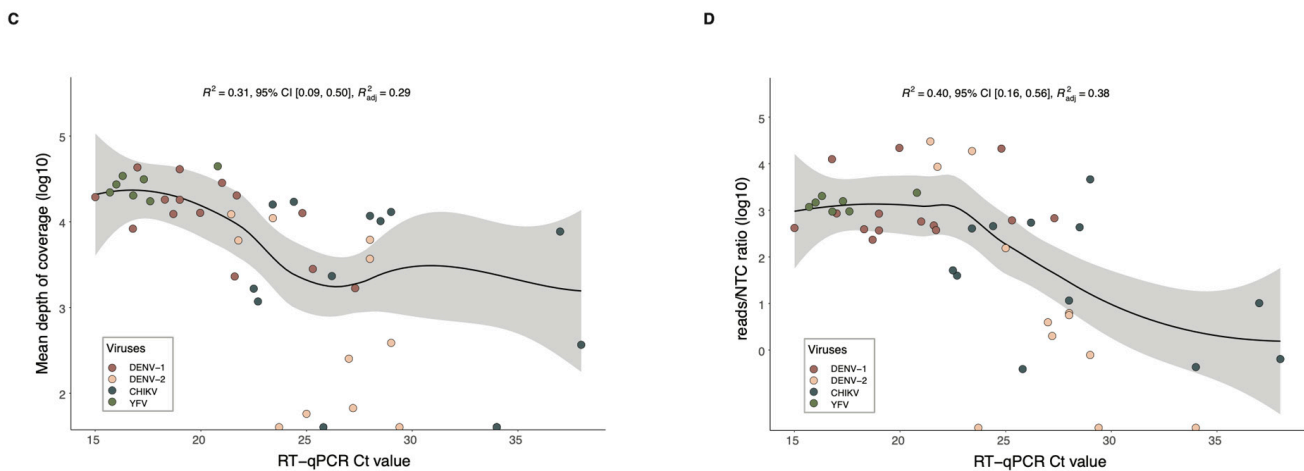 C
R² = 0.31, 95% CI [0.09, 0.50], R²adj = 0.29
Mean depth of coverage (log10)
5
4
3
2
Viruses
DENV−1
DENV−2
CHIKV
YFV
15 20 25 30 35
RT−qPCR Ct value
D
R² = 0.40, 95% CI [0.16, 0.56], R²adj = 0.38
reads/NTC ratio (log10)
5
4
3
2
1
0
Viruses
DENV−1
DENV−2
CHIKV
YFV
15 20 25 30 35
RT−qPCR Ct value